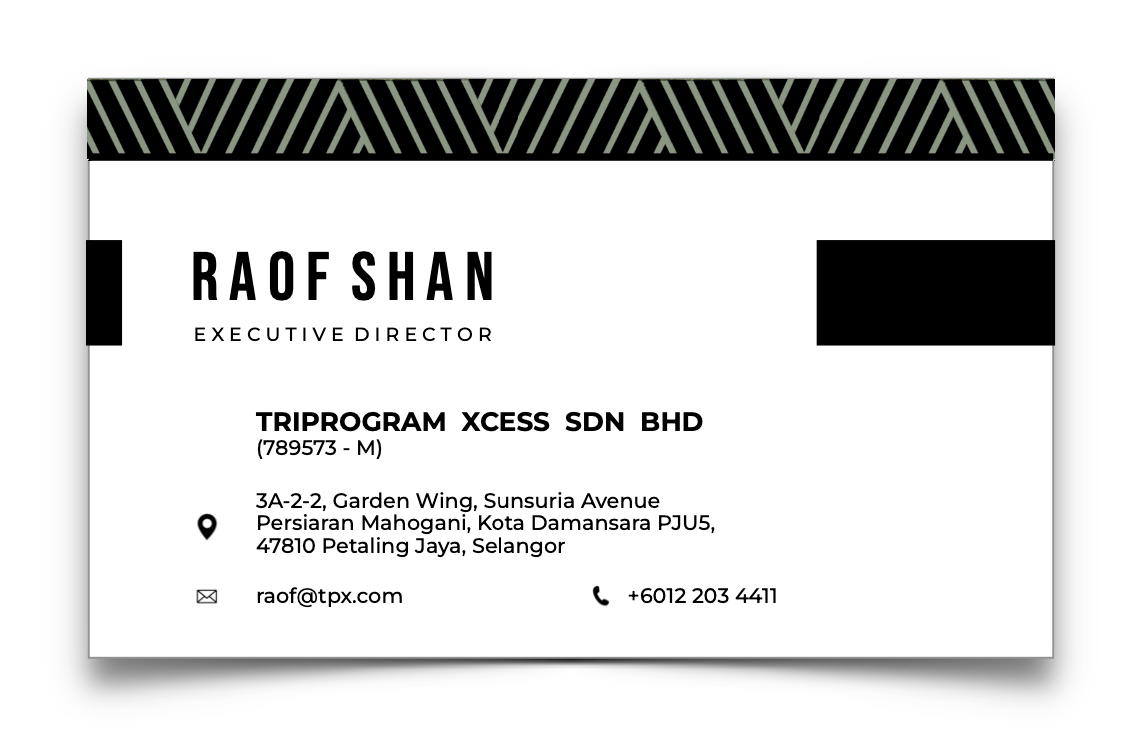 RAOF SHAN
EXECUTIVE DIRECTOR
TRIPROGRAM XCESS SDN BHD
(789573 - M)
3A-2-2, Garden Wing, Sunsuria Avenue
Persiaran Mahogani, Kota Damansara PJU5,
47810 Petaling Jaya, Selangor
raof@tpx.com
+6012 203 4411